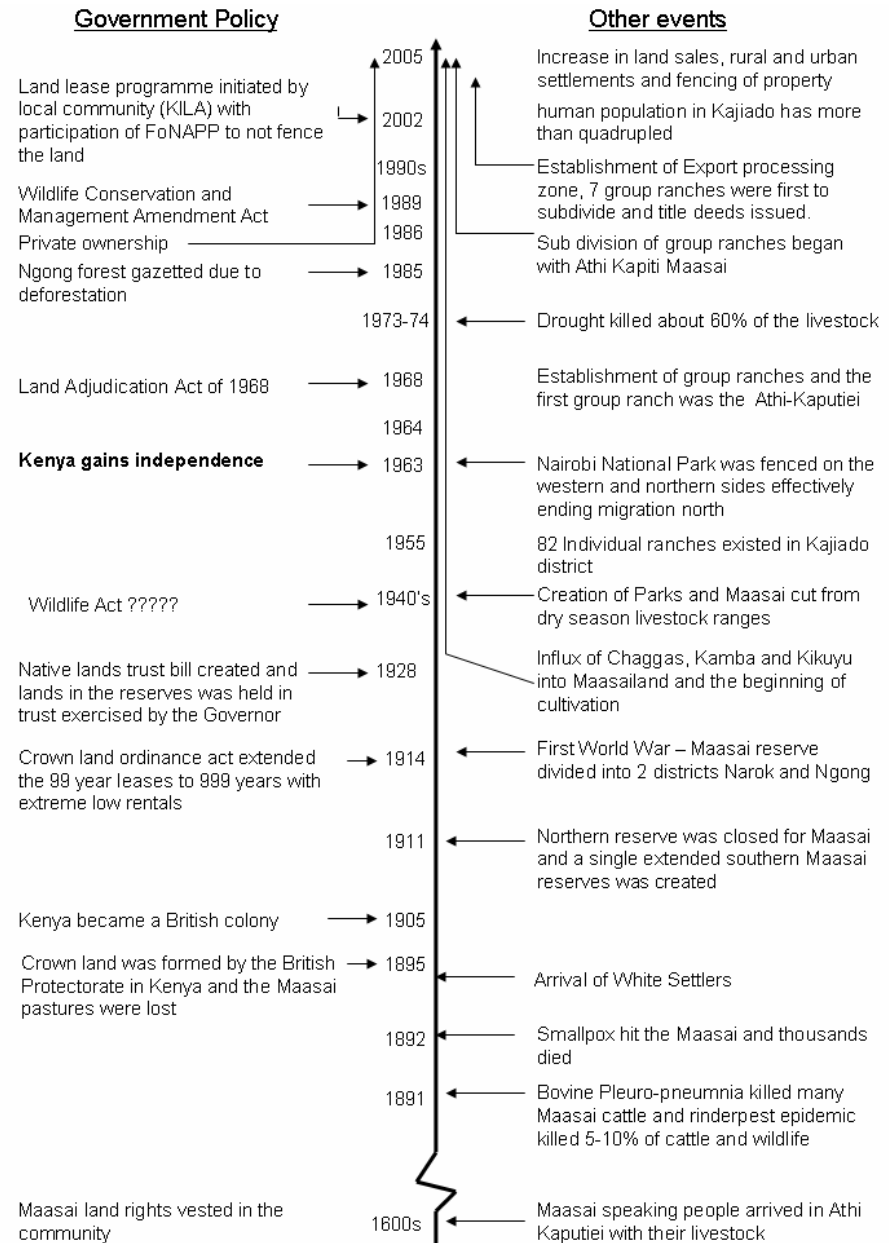 Government Policy
Other events
2005
Increase in land sales, rural and urban
settlements and fencing of property
Land lease programme initiated by
local community (KILA) with
participation of FoNAPP to not fence
the land
2002
human population in Kajiado has more
than quadrupled
1990s
Establishment of Export processing
zone, 7 group ranches were first to
subdivide and title deeds issued.
Wildlife Conservation and
Management Amendment Act
1989
Private ownership
1986
Sub division of group ranches began
with Athi Kapiti Maasai
Ngong forest gazetted due to
deforestation
1985
1973-74
Drought killed about 60% of the livestock
Land Adjudication Act of 1968
1968
Establishment of group ranches and the
first group ranch was the Athi-Kaputiei
1964
Kenya gains independence
1963
Nairobi National Park was fenced on the
western and northern sides effectively
ending migration north
1955
82 Individual ranches existed in Kajiado
district
Wildlife Act ?????
1940's
Creation of Parks and Maasai cut from
dry season livestock ranges
Native lands trust bill created and
lands in the reserves was held in
trust exercised by the Governor
1928
Influx of Chaggas, Kamba and Kikuyu
into Maasailand and the beginning of
cultivation
Crown land ordinance act extended
the 99 year leases to 999 years with
extreme low rentals
1914
First World War – Maasai reserve
divided into 2 districts Narok and Ngong
1911
Northern reserve was closed for Maasai
and a single extended southern Maasai
reserves was created
Kenya became a British colony
1905
Crown land was formed by the British
Protectorate in Kenya and the Maasai
pastures were lost
1895
Arrival of White Settlers
1892
Smallpox hit the Maasai and thousands
died
1891
Bovine Pleuro-pneumnia killed many
Maasai cattle and rinderpest epidemic
killed 5-10% of cattle and wildlife
Maasai land rights vested in the
community
1600s
Maasai speaking people arrived in Athi
Kaputiei with their livestock